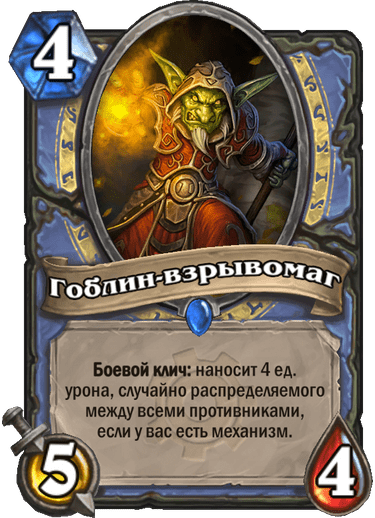 4
Гоблин-взрывомаг
Боевой клич: наносит 4 ед.
урона, случайно распределяемого
между всеми противниками,
если у вас есть механизм.
5
4